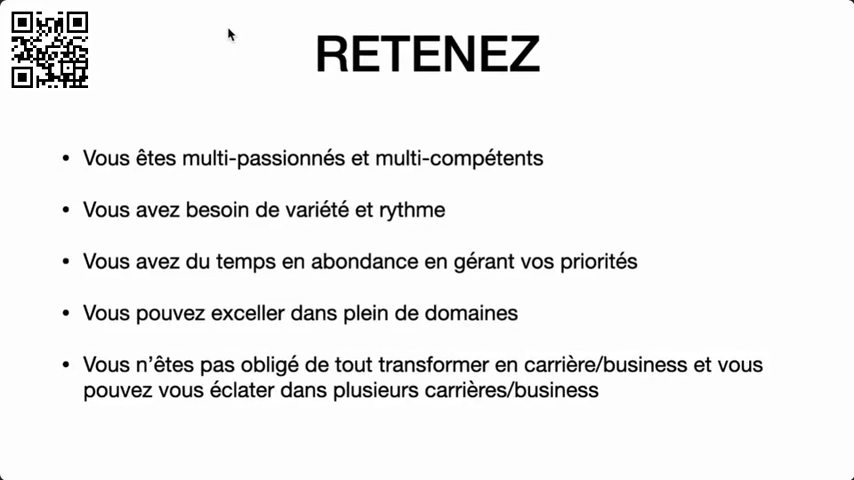 RETENEZ
• Vous êtes multi-passionnés et multi-compétents
• Vous avez besoin de variété et rythme
• Vous avez du temps en abondance en gérant vos priorités
• Vous pouvez exceller dans plein de domaines
• Vous n’êtes pas obligé de tout transformer en carrière/business et vous
pouvez vous éclater dans plusieurs carrières/business